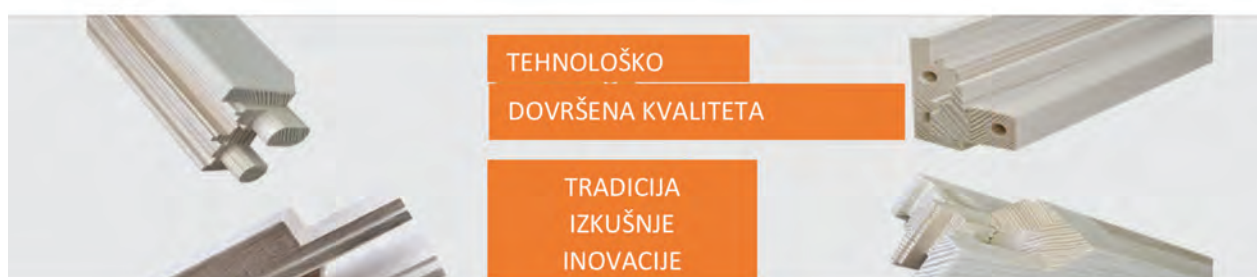 TEHNOLOŠKO
DOVRŠENA KVALITETA
TRADICIJA
IZKUŠNJE
INOVACIJE